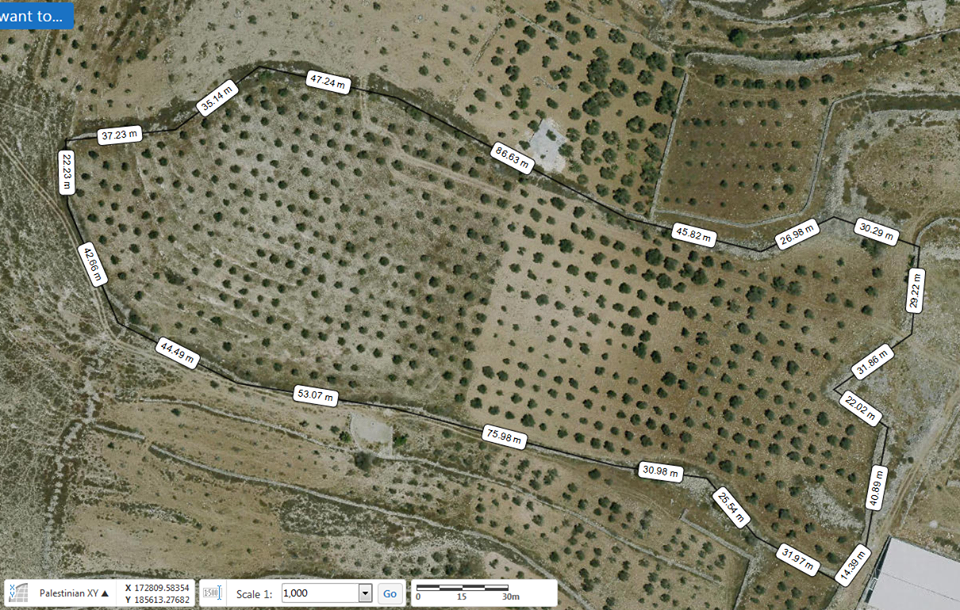 want to...
47.24 m
35.14 m
37.23 m
22.23 m
86.63 m
45.82 m
26.98 m
30.29 m
29.22 m
42.66 m
44.49 m
53.07 m
31.86 m
22.02 m
75.98 m
30.98 m
25.54 m
40.89 m
31.97 m
14.39 m
Palestinian XY ▲
X 172809.58354
Y 185613.27682
Scale 1:
1,000
Go
0 15 30m